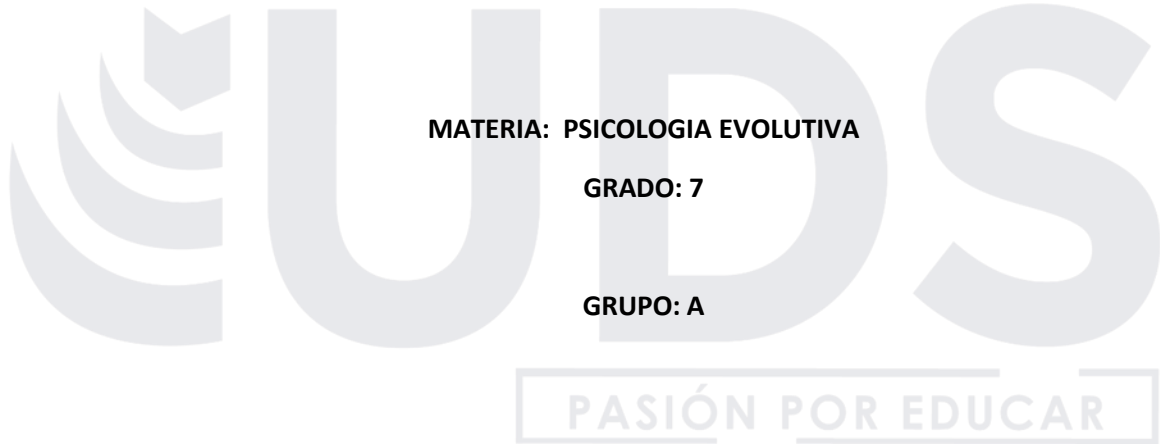 UDS
MATERIA: PSICOLOGIA EVOLUTIVA
GRADO: 7
GRUPO: A
PASIÓN POR EDUCAR